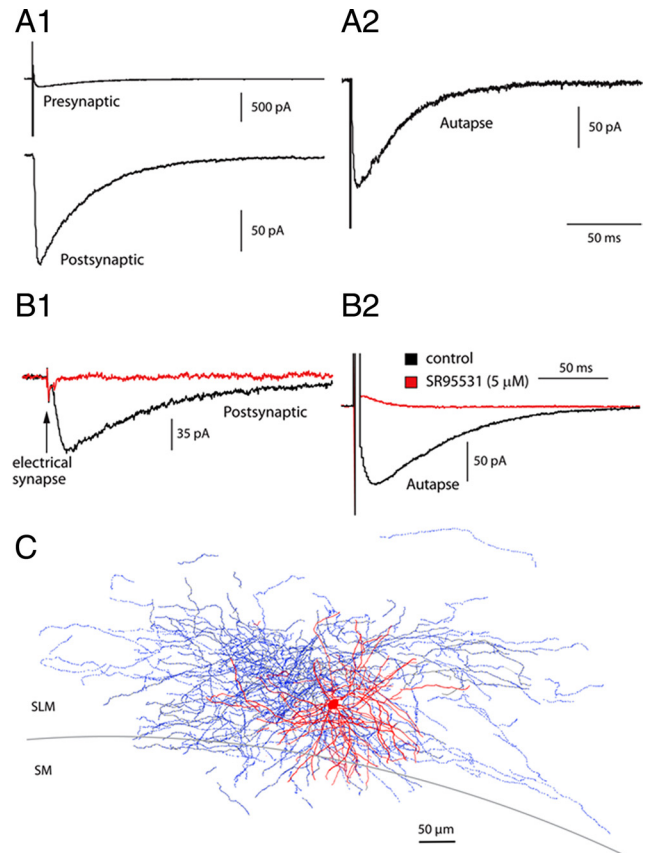 A1
Presynaptic
500 pA
Postsynaptic
50 pA
A2
Autapse
50 pA
50 ms
B1
Postsynaptic
35 pA
electrical
synapse
B2
control
SR95531 (5 μM)
50 ms
50 pA
Autapse
C
SLM
SM
50 μm